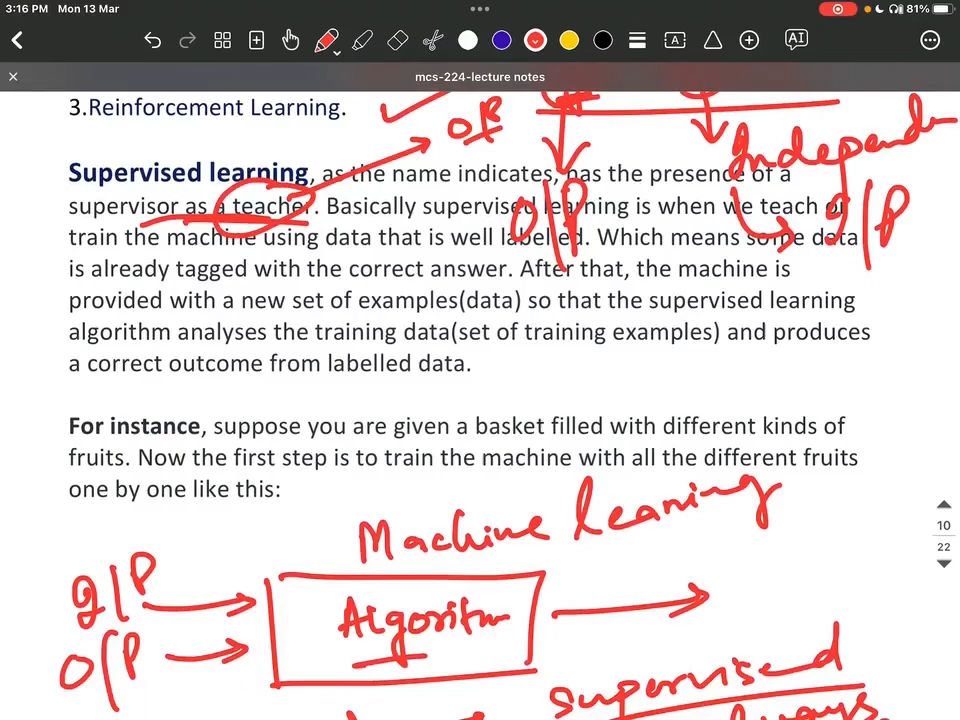 3:16 PM Mon 13 Mar
81%
AI
mcs-224-lecture notes
3.Reinforcement Learning.
O/P
Independen
O/P
I/P
Supervised learning, as the name indicates, has the presence of a
supervisor as a teacher. Basically supervised learning is when we teach or
train the machine using data that is well labelled. Which means some data
is already tagged with the correct answer. After that, the machine is
provided with a new set of examples(data) so that the supervised learning
algorithm analyses the training data(set of training examples) and produces
a correct outcome from labelled data.
For instance, suppose you are given a basket filled with different kinds of
fruits. Now the first step is to train the machine with all the different fruits
one by one like this:
10
22
Machine leaning
I/P
O/P
Algorithm
supervised